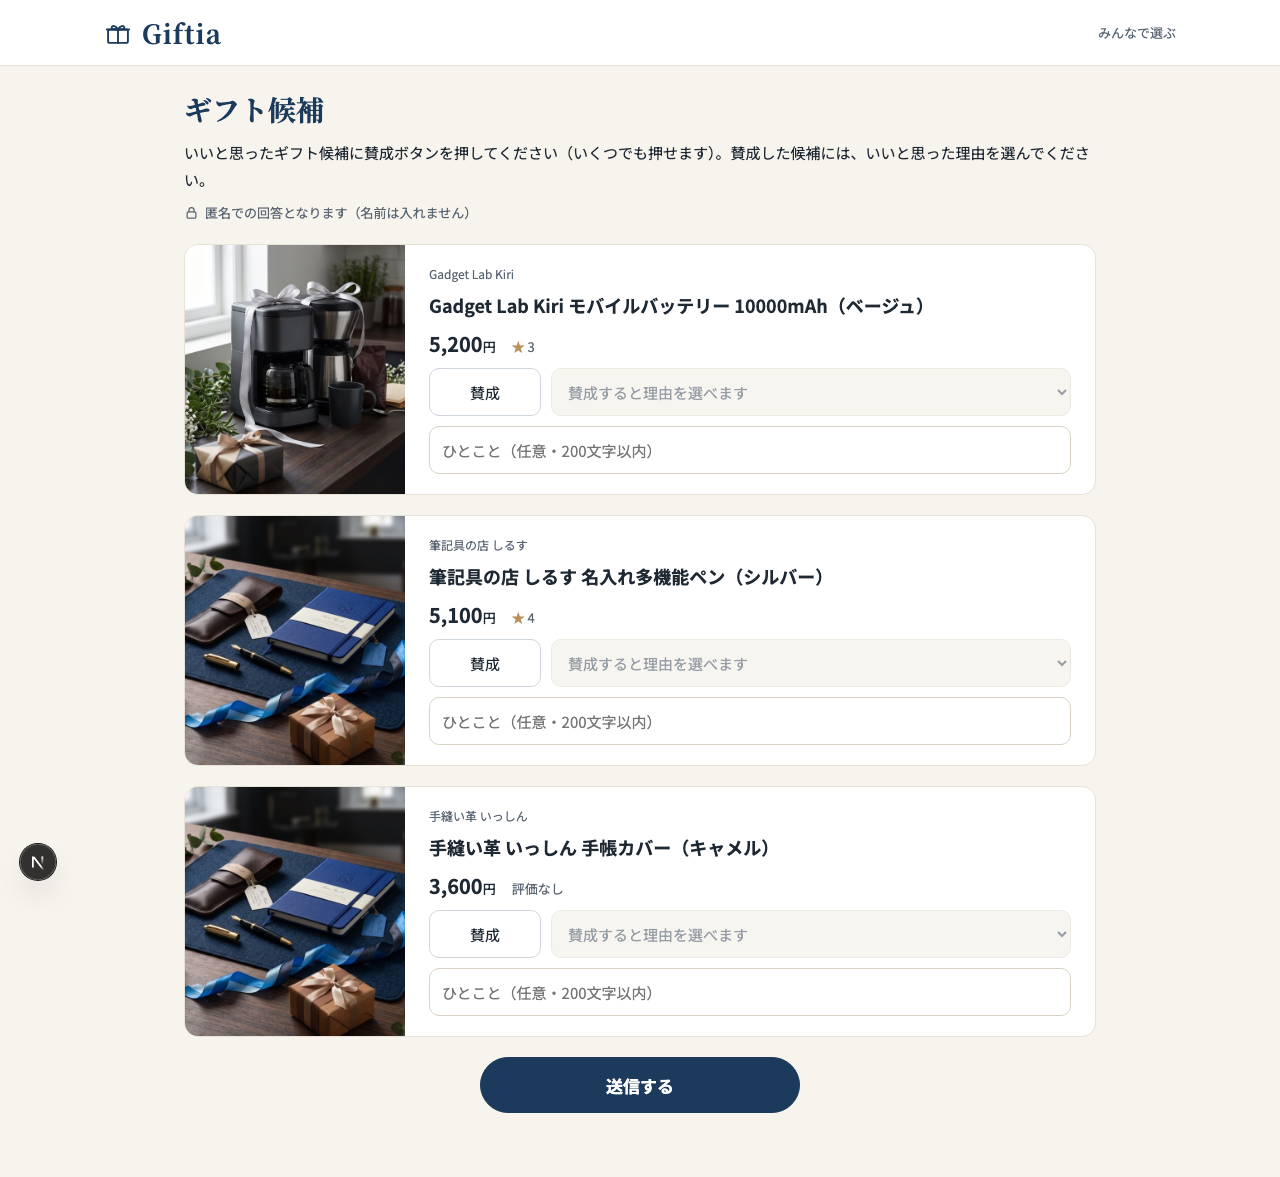 Giftia
みんなで選ぶ
ギフト候補
いいと思ったギフト候補に賛成ボタンを押してください（いくつでも押せます）。賛成した候補には、いいと思った理由を選んでくださ
い。
匿名での回答となります（名前は入れません）
Gadget Lab Kiri
Gadget Lab Kiri モバイルバッテリー 10000mAh（ベージュ）
5,200円 ★ 3
賛成 賛成すると理由を選べます
ひとこと（任意・200文字以内）
筆記具の店 しるす
筆記具の店 しるす 名入れ多機能ペン（シルバー）
5,100円 ★ 4
賛成 賛成すると理由を選べます
ひとこと（任意・200文字以内）
手縫い革 いっしん
手縫い革 いっしん 手帳カバー（キャメル）
3,600円 評価なし
賛成 賛成すると理由を選べます
ひとこと（任意・200文字以内）
N
送信する